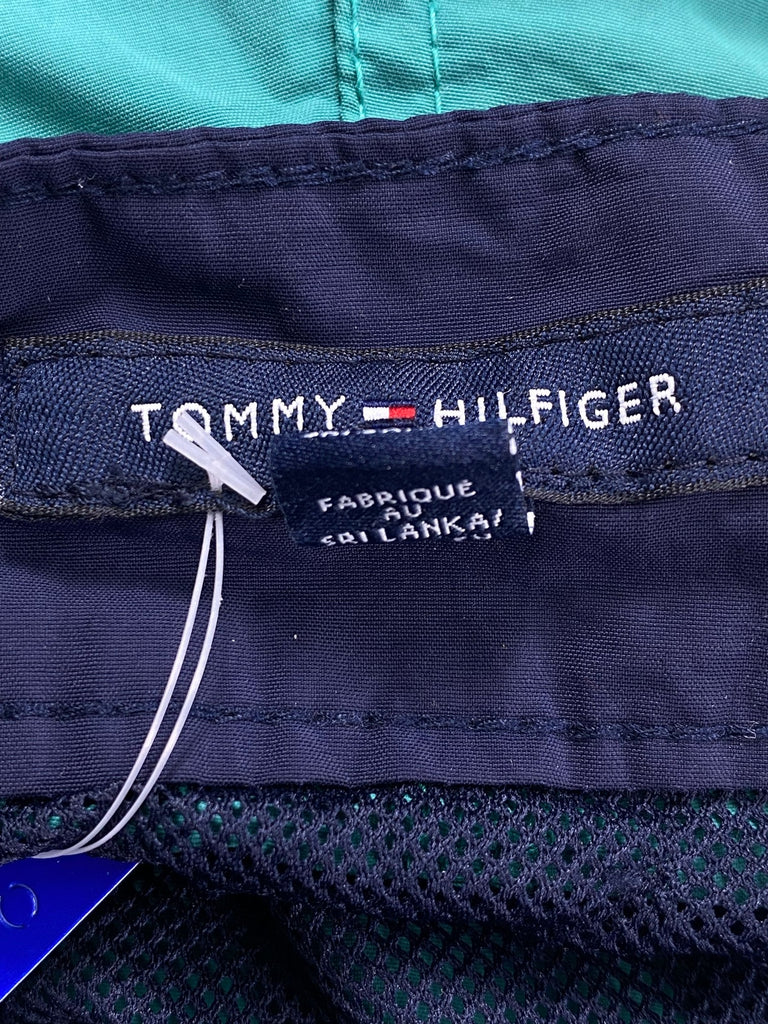 TOMMY HILFIGER
FABRIQUÉ
AU
SRI LANKA/